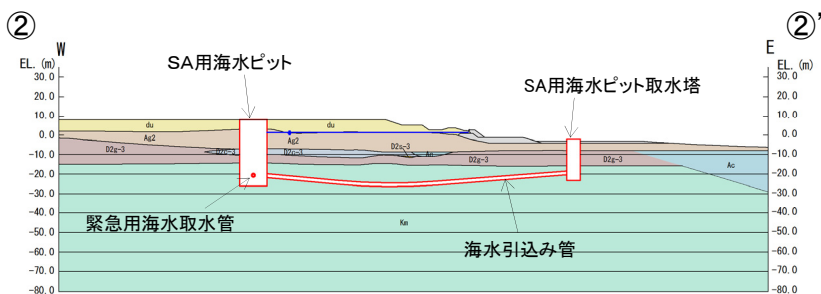 ②
②’
W
E
EL. (m)
EL. (m)
SA用海水ピット
SA用海水ピット取水塔
30.0
20.0
10.0
0.0
-10.0
-20.0
-30.0
-40.0
-50.0
-60.0
-70.0
-80.0
30.0
20.0
10.0
0.0
-10.0
-20.0
-30.0
-40.0
-50.0
-60.0
-70.0
-80.0
du
du
Ag2
Ag2
D2c-3
D2g-3
D2c-3
D2c-3
An
D2g-3
D2g-3
Ac
緊急用海水取水管
Km
海水引込み管